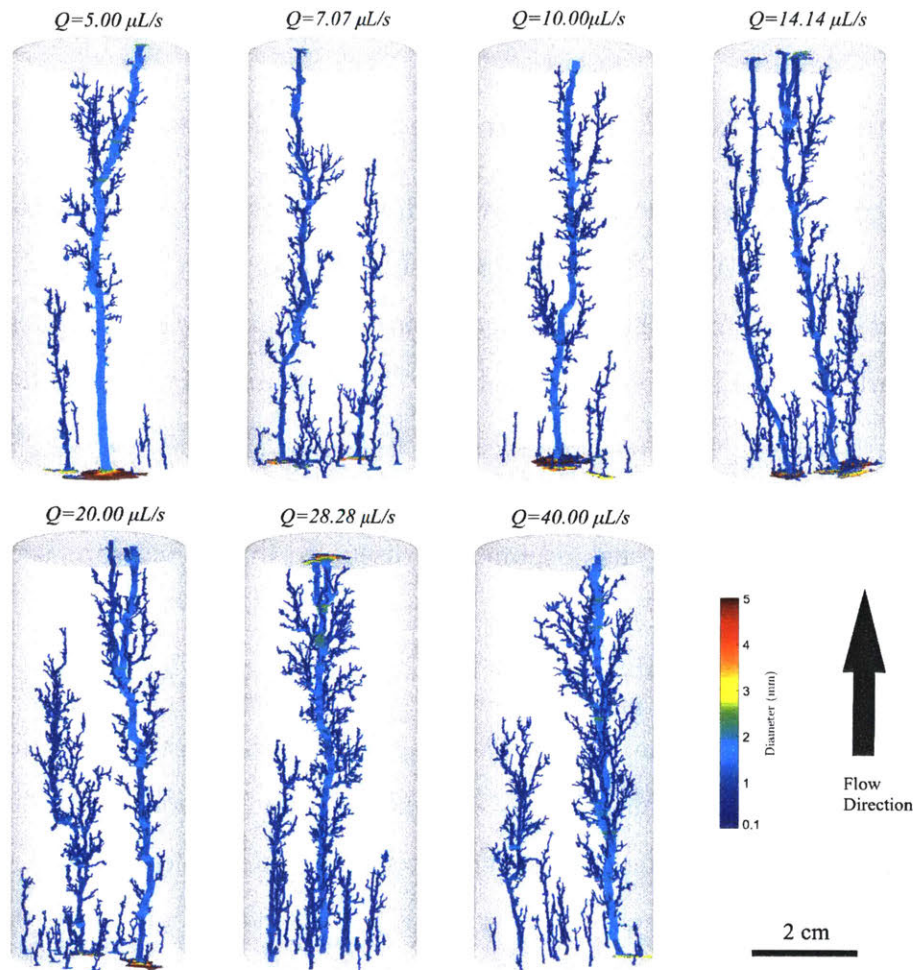 Q=5.00 μL/s
Q=7.07 μL/s
Q=10.00μL/s
Q=14.14 μL/s
Q=20.00 μL/s
Q=28.28 μL/s
Q=40.00 μL/s
5
4
3
2
1
0.1
Diameter (mm)
Flow
Direction
2 cm